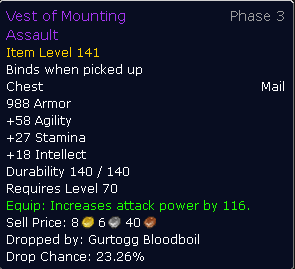 Vest of Mounting Phase 3
Assault
Item Level 141
Binds when picked up
Chest Mail
988 Armor
+58 Agility
+27 Stamina
+18 Intellect
Durability 140 / 140
Requires Level 70
Equip: Increases attack power by 116.
Sell Price: 8 6 40
Dropped by: Gurtogg Bloodboil
Drop Chance: 23.26%